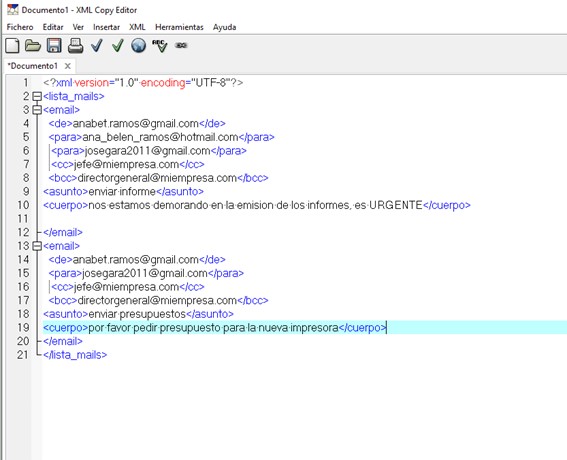 Documento1 - XML Copy Editor
Fichero Editar Ver Insertar XML Herramientas Ayuda
ABC
*Documento1 X
1 <?xml version="1.0" encoding="UTF-8"?>
2 <lista_mails>
3 <email>
4 <de>anabet.ramos@gmail.com</de>
5 <para>ana_belen_ramos@hotmail.com</para>
6 <para>josegara2011@gmail.com</para>
7 <cc>jefe@miempresa.com</cc>
8 <bcc>directorgeneral@miempresa.com</bcc>
9 <asunto>enviar informe</asunto>
10 <cuerpo>nos estamos demorando en la emision de los informes, es URGENTE</cuerpo>
11
12 </email>
13 <email>
14 <de>anabet.ramos@gmail.com</de>
15 <para>josegara2011@gmail.com</para>
16 <cc>jefe@miempresa.com</cc>
17 <bcc>directorgeneral@miempresa.com</bcc>
18 <asunto>enviar presupuestos</asunto>
19 <cuerpo>por favor pedir presupuesto para la nueva impresora</cuerpo>
20 </email>
21 </lista_mails>